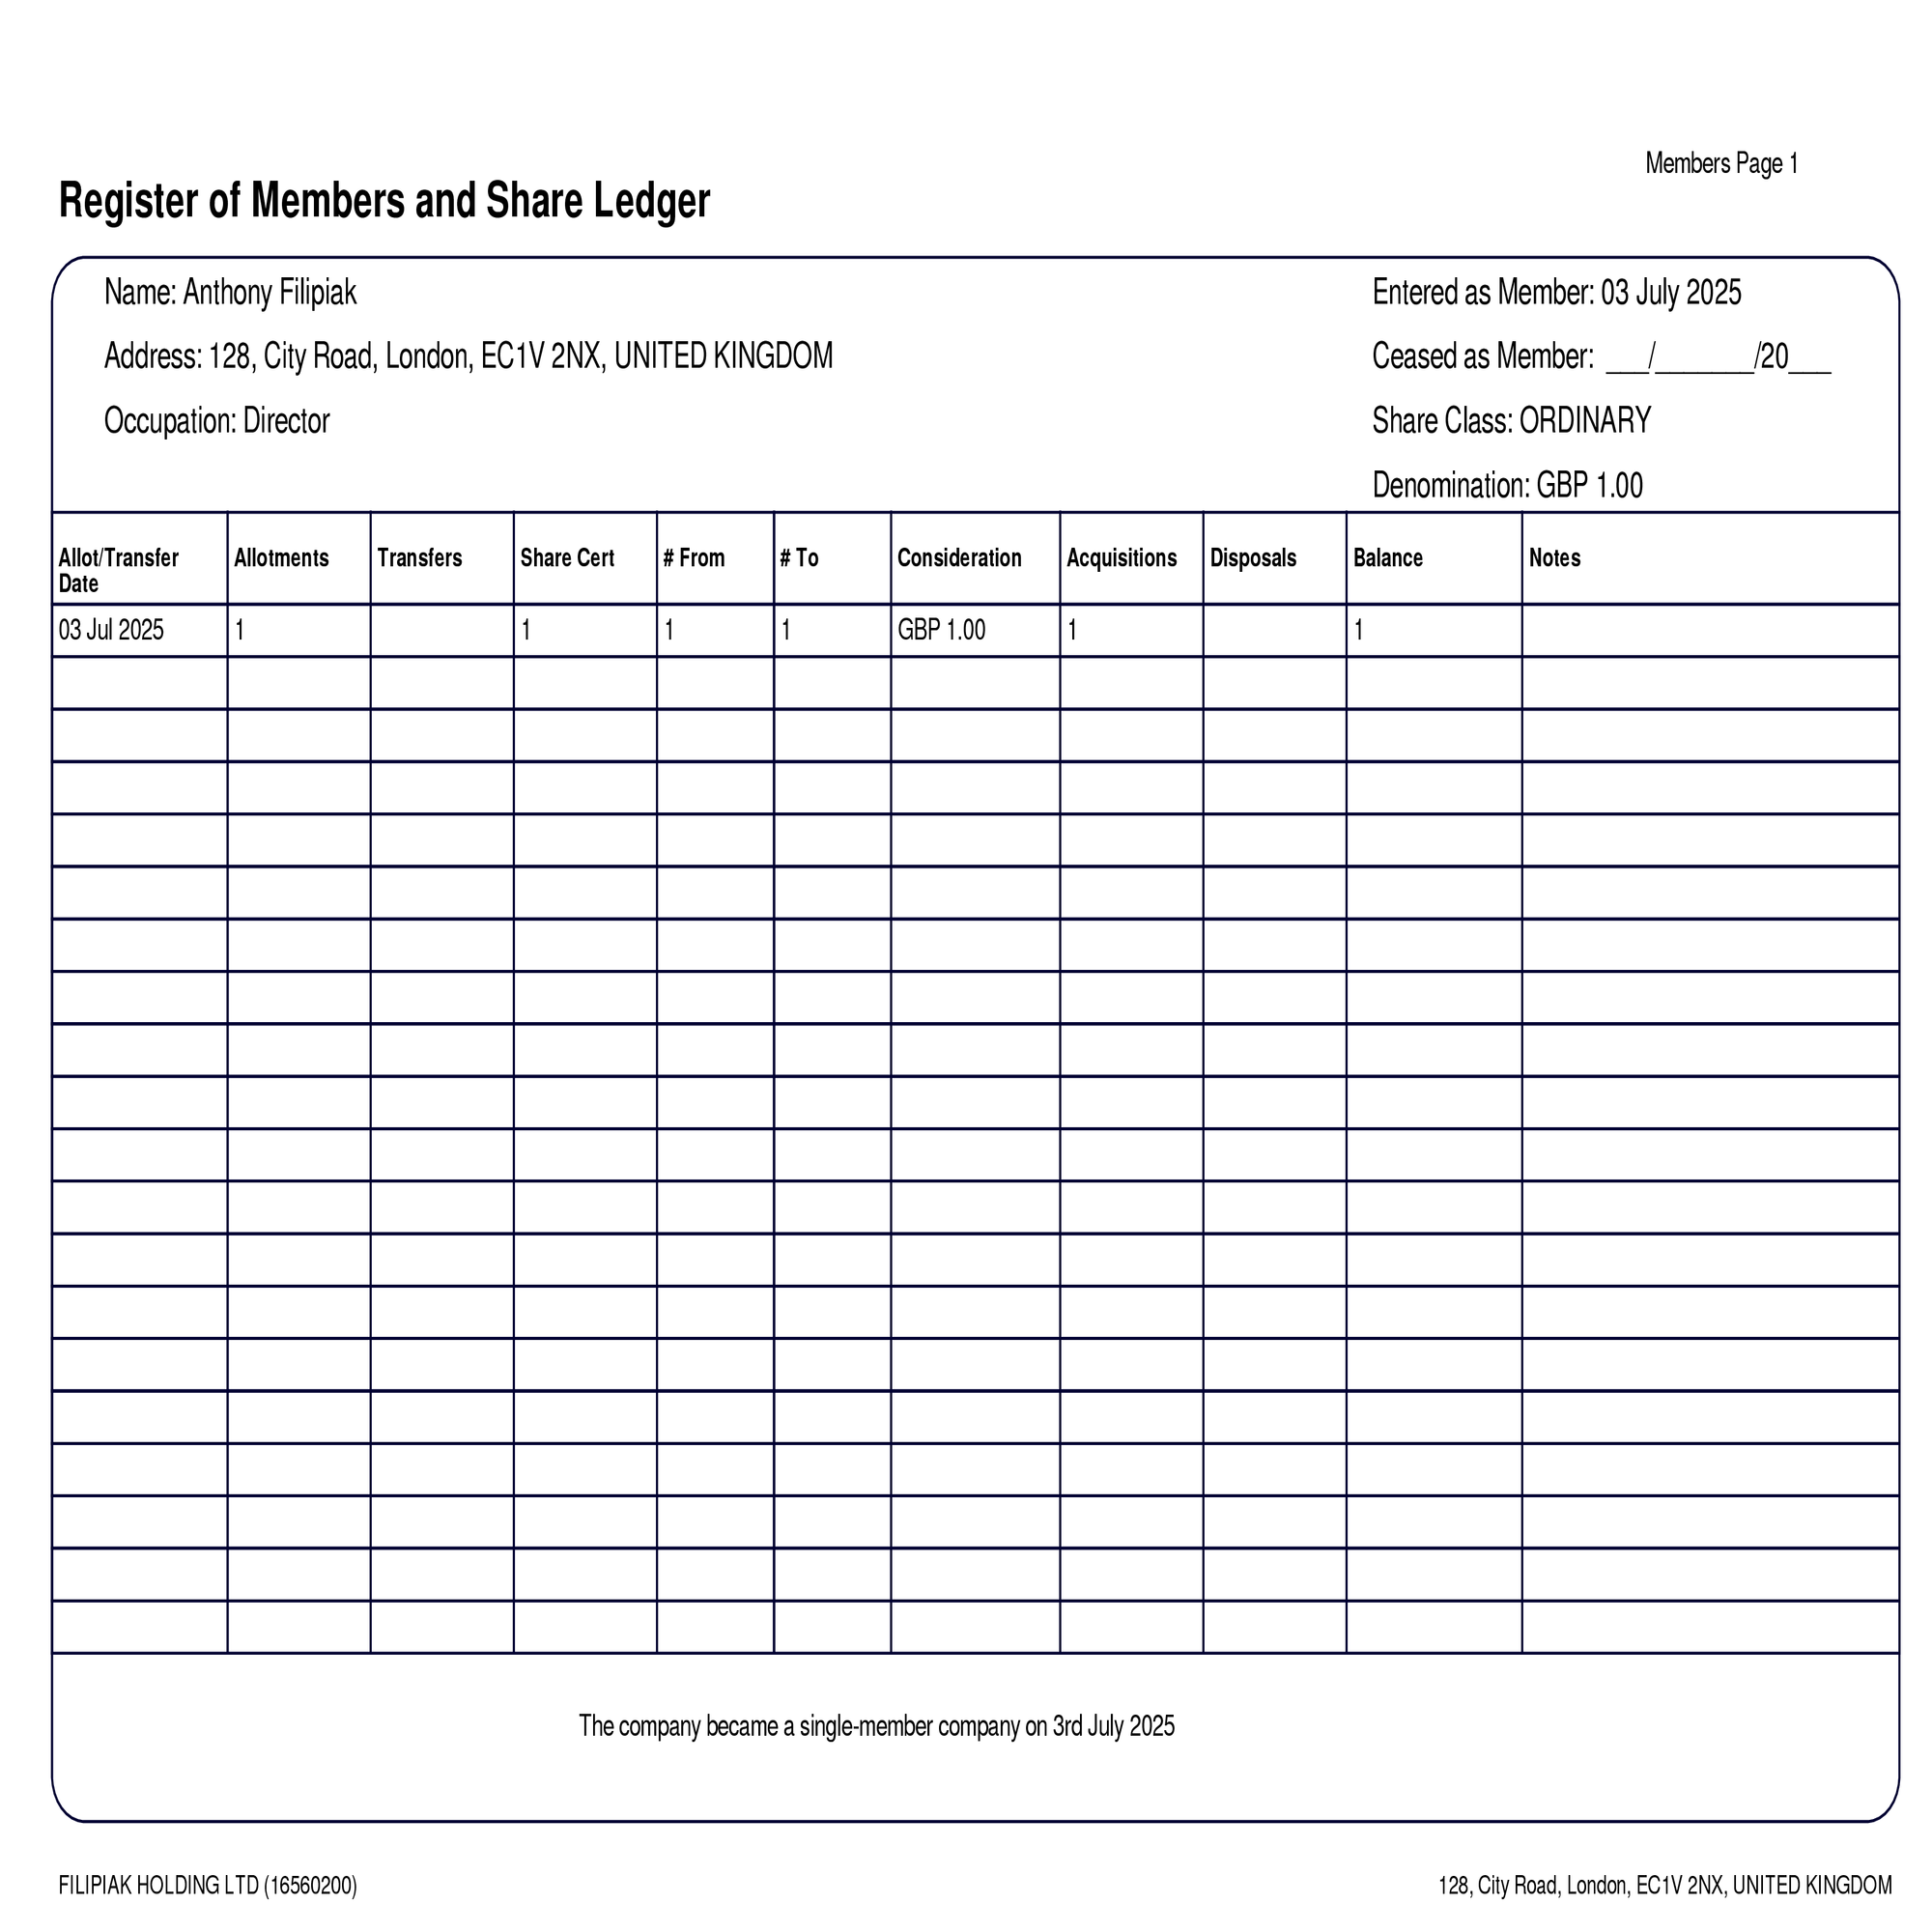 Members Page 1
Register of Members and Share Ledger
Name: Anthony Filipiak
Entered as Member: 03 July 2025
Address: 128, City Road, London, EC1V 2NX, UNITED KINGDOM
Ceased as Member: ___/_______/20___
Occupation: Director
Share Class: ORDINARY
Denomination: GBP 1.00
Allot/Transfer Date Allotments Transfers Share Cert # From # To Consideration Acquisitions Disposals Balance Notes
03 Jul 2025 1 1 1 1 GBP 1.00 1 1
The company became a single-member company on 3rd July 2025
FILIPIAK HOLDING LTD (16560200)
128, City Road, London, EC1V 2NX, UNITED KINGDOM